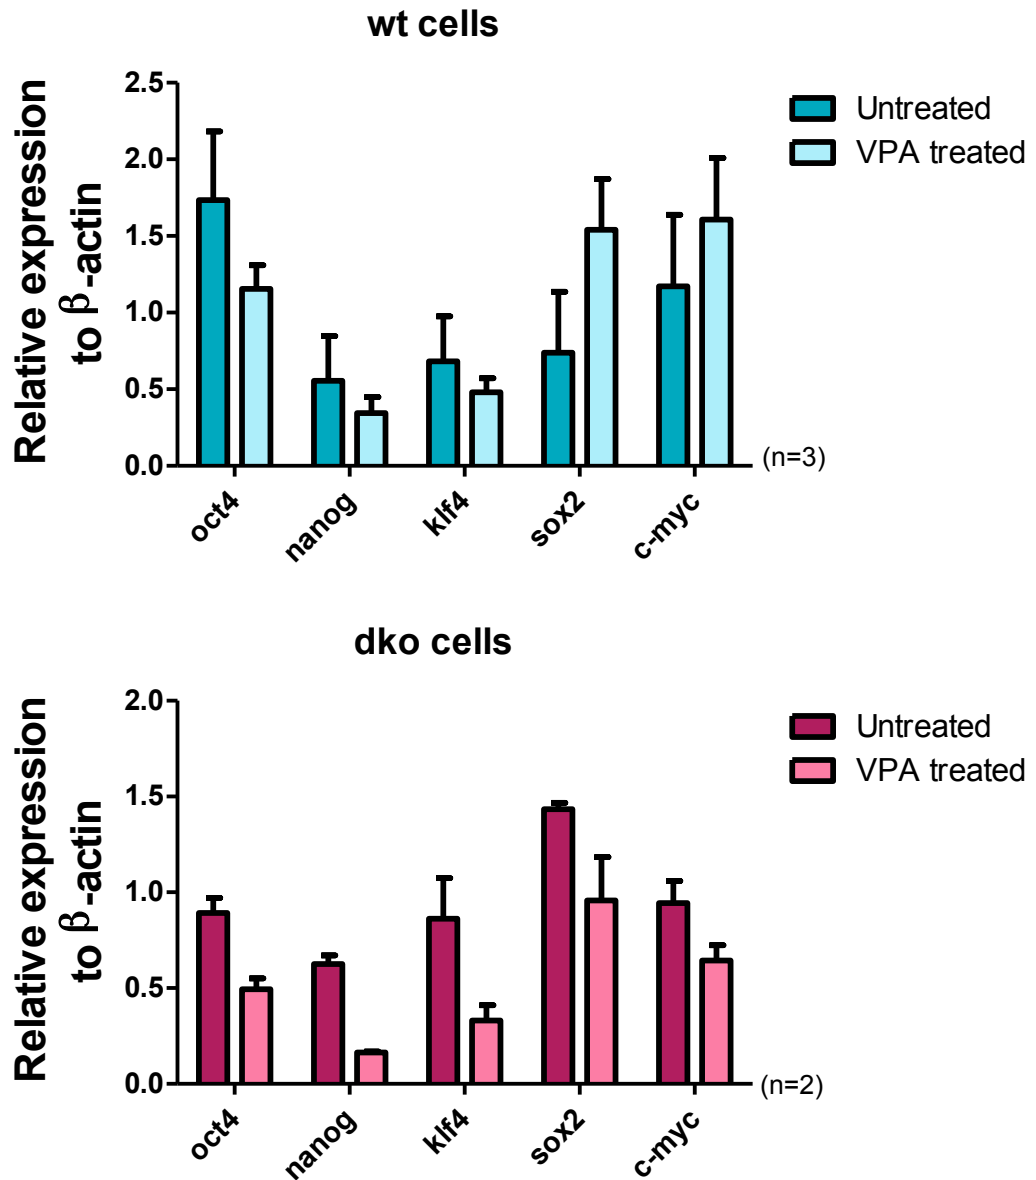 wt cells
Relative expression
to β-actin
2.5
2.0
1.5
1.0
0.5
0.0
oct4
nanog
klf4
sox2
c-myc
(n=3)
Untreated
VPA treated
dko cells
Relative expression
to β-actin
2.0
1.5
1.0
0.5
0.0
oct4
nanog
klf4
sox2
c-myc
(n=2)
Untreated
VPA treated